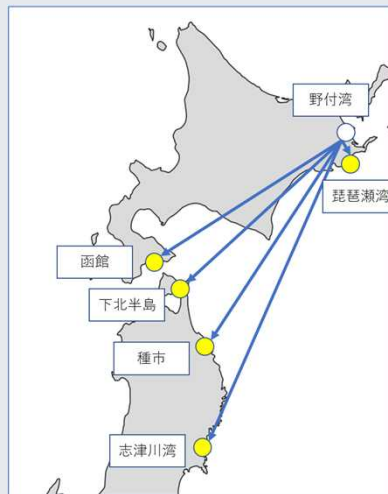 野付湾
琵琶瀬湾
函館
下北半島
種市
志津川湾